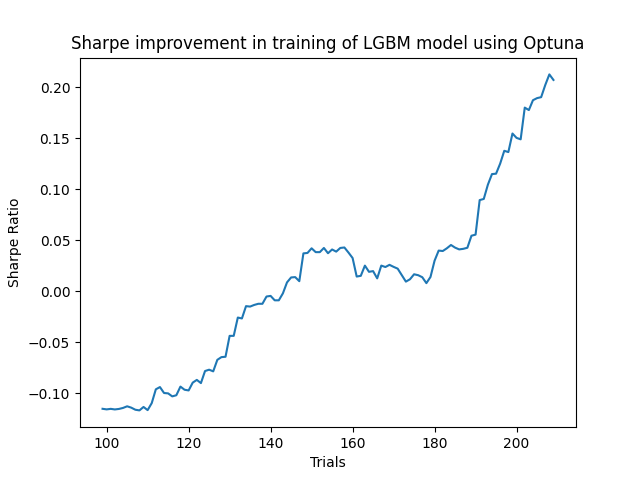 Sharpe improvement in training of LGBM model using Optuna
0.20
0.15
0.10
0.05
0.00
−0.05
−0.10
Sharpe Ratio
100 120 140 160 180 200
Trials